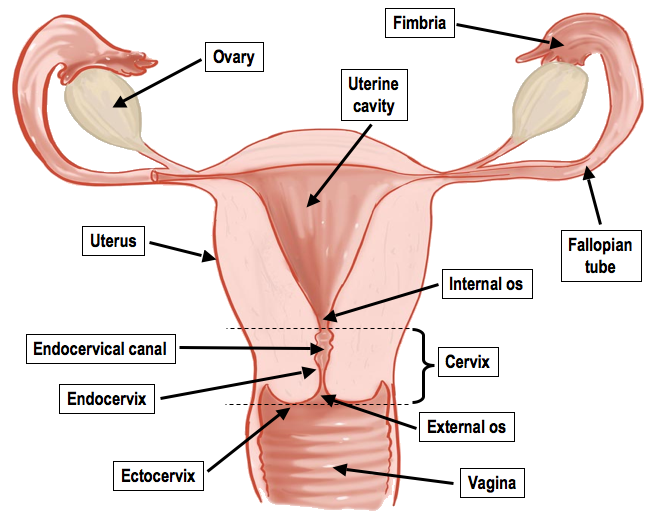 Fimbria
Ovary
Uterine
cavity
Uterus
Fallopian
tube
Internal os
Endocervical canal
Cervix
Endocervix
External os
Ectocervix
Vagina